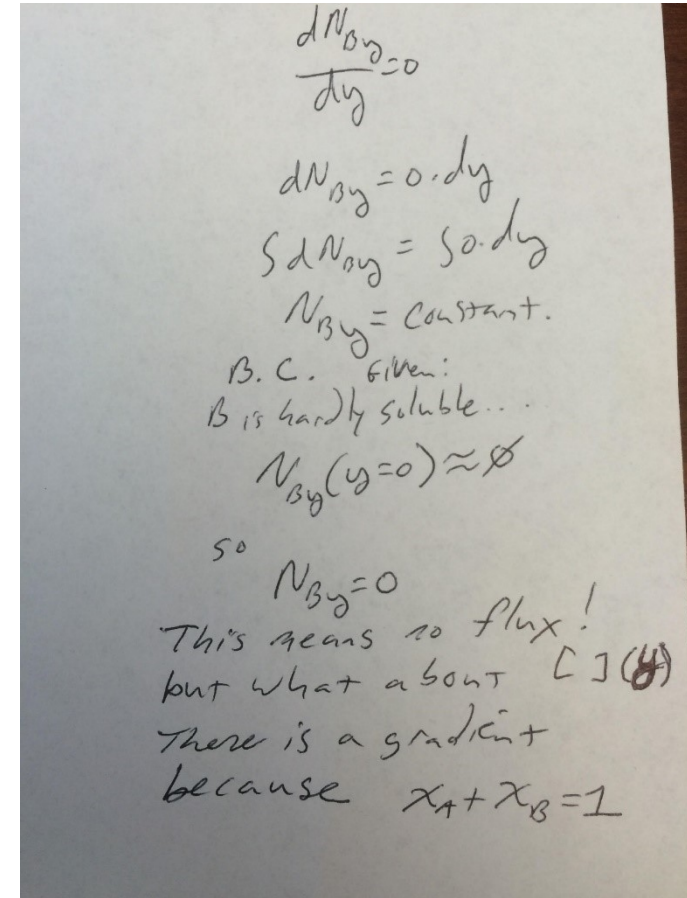 dN_By/dy = 0
dN_By = 0·dy
∫dN_By = ∫0·dy
N_By = Constant.
B.C. Given:
B is hardly soluble....
N_By(y=0) ≈ ∅
so
N_By = 0
This means no flux!
but what about [ ](y)
There is a gradient
because x_A + x_B = 1